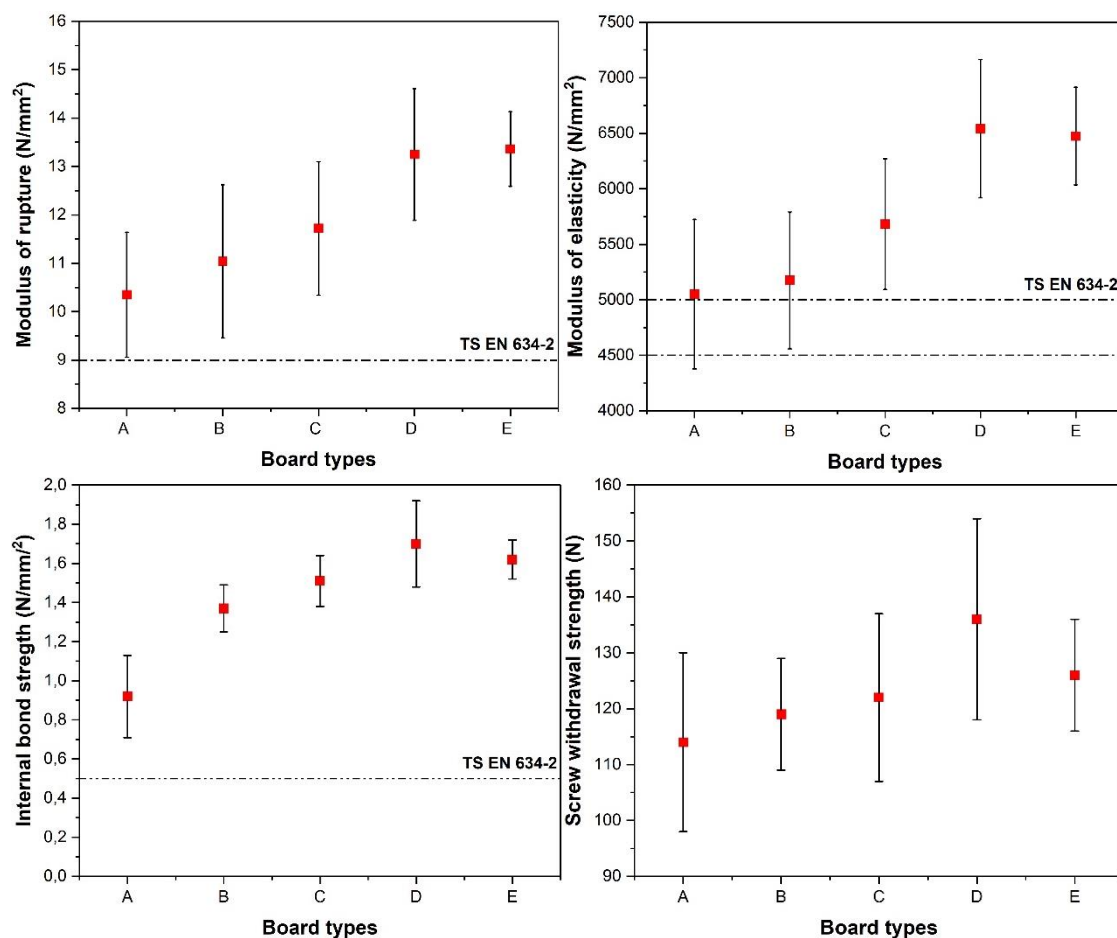 Modulus of rupture (N/mm²)
16
15
14
13
12
11
10
9
8
TS EN 634-2
A B C D E
Board types
Modulus of elasticity (N/mm²)
7500
7000
6500
6000
5500
5000
4500
4000
TS EN 634-2
A B C D E
Board types
Internal bond stregth (N/mm/²)
2,0
1,8
1,6
1,4
1,2
1,0
0,8
0,6
0,4
0,2
0,0
TS EN 634-2
A B C D E
Board types
Screw withdrawal strength (N)
160
150
140
130
120
110
100
90
A B C D E
Board types